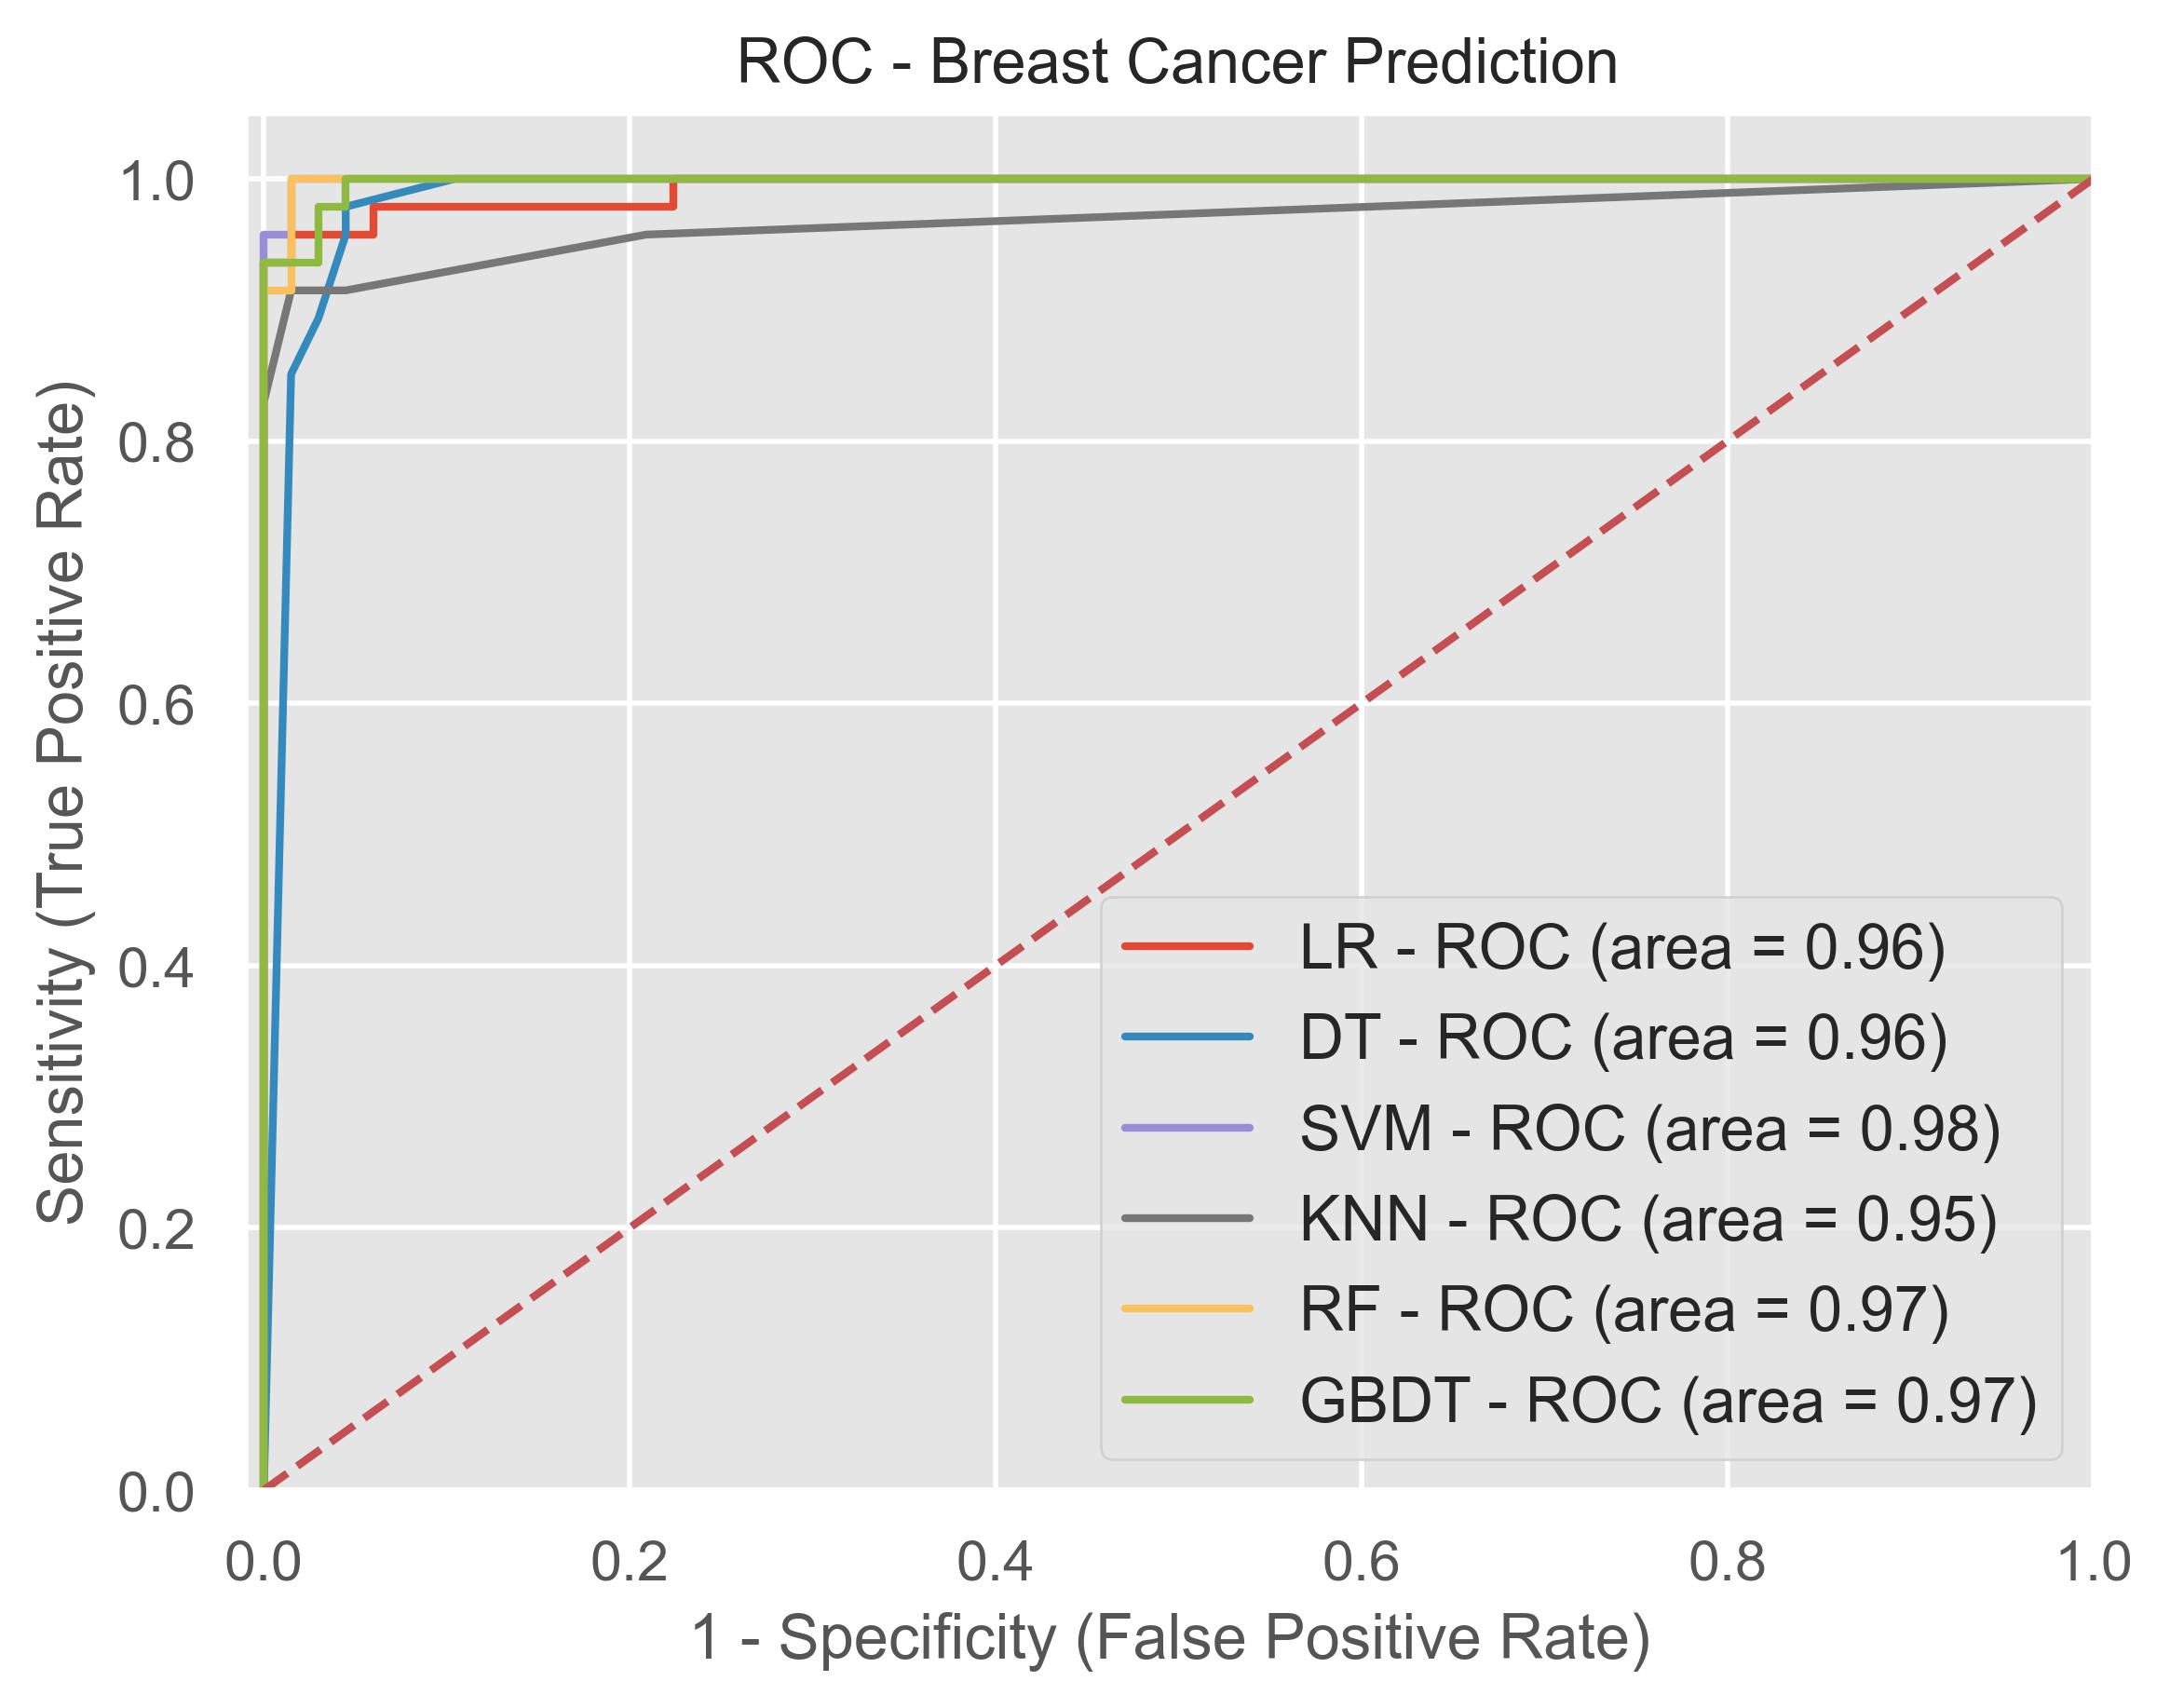 ROC - Breast Cancer Prediction
1.0
0.8
0.6
0.4
0.2
0.0
Sensitivity (True Positive Rate)
LR - ROC (area = 0.96)
DT - ROC (area = 0.96)
SVM - ROC (area = 0.98)
KNN - ROC (area = 0.95)
RF - ROC (area = 0.97)
GBDT - ROC (area = 0.97)
0.0 0.2 0.4 0.6 0.8 1.0
1 - Specificity (False Positive Rate)